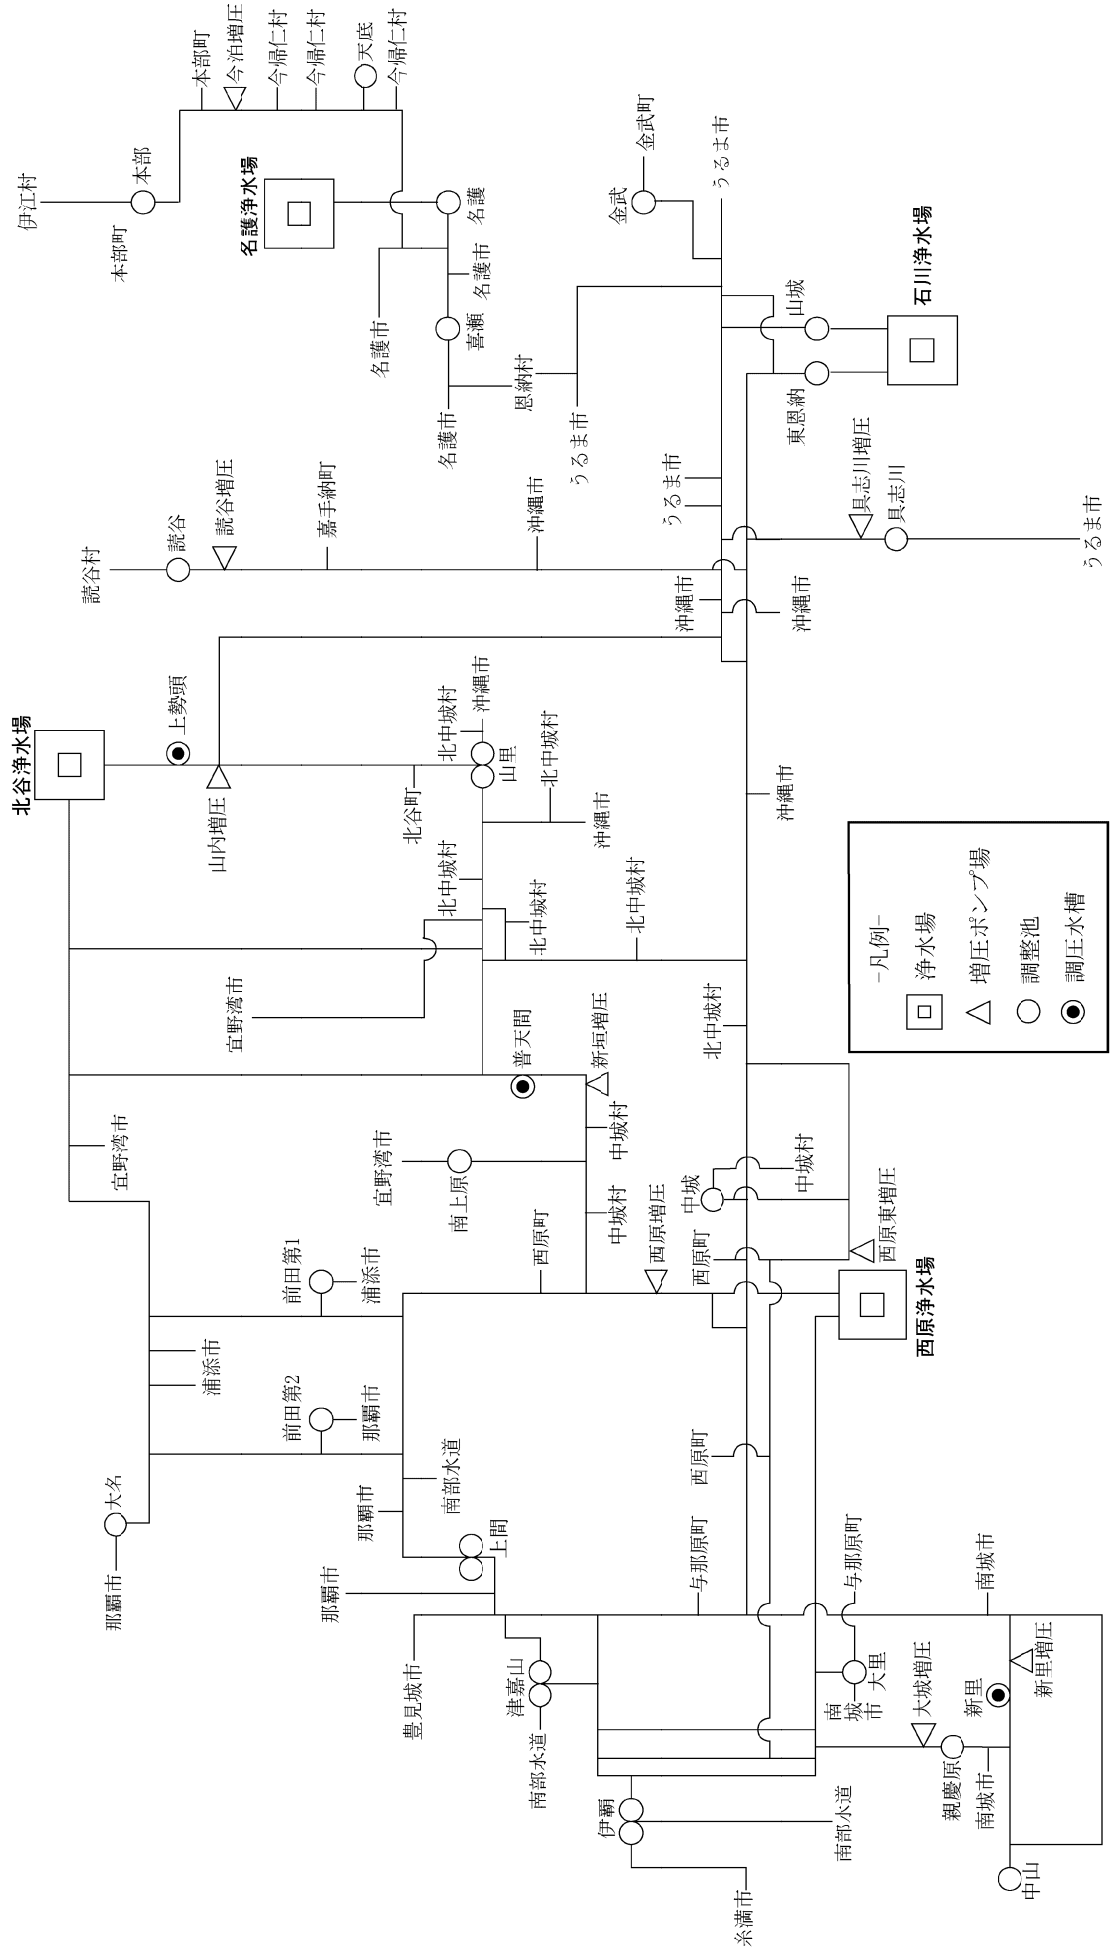 伊江村
本部
本部町
本部町
今泊増圧
今帰仁村
今帰仁村
天底
今帰仁村
名護浄水場
名護
名護市
名護市
喜瀬
名護市
恩納村
うるま市
金武
金武町
うるま市
山城
石川浄水場
東恩納
うるま市
うるま市
具志川増圧
具志川
うるま市
読谷村
読谷
読谷増圧
嘉手納町
沖縄市
沖縄市
沖縄市
北谷浄水場
上勢頭
山内増圧
北谷町
北中城村
沖縄市
山里
北中城村
沖縄市
北中城村
北中城村
北中城村
沖縄市
宜野湾市
普天間
新垣増圧
北中城村
宜野湾市
宜野湾市
南上原
中城村
中城村
中城
中城村
西原町
西原増圧
西原町
西原東増圧
西原浄水場
前田第1
浦添市
浦添市
前田第2
那覇市
大名
那覇市
南部水道
那覇市
上間
那覇市
西原町
与那原町
与那原町
南城市
豊見城市
津嘉山
南部水道
大里
南城市
大城増圧
新里
新里増圧
親慶原
南城市
伊覇
南部水道
糸満市
中山
-凡例-
浄水場
増圧ポンプ場
調整池
調圧水槽